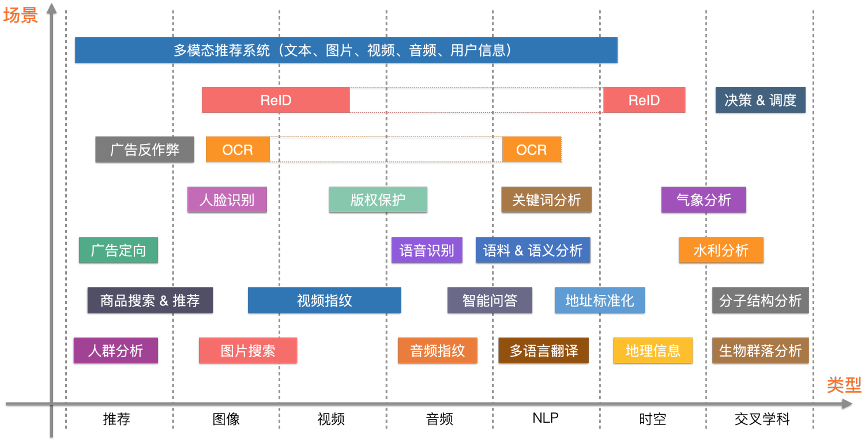 场景
多模态推荐系统（文本、图片、视频、音频、用户信息）
ReID
ReID
决策 & 调度
广告反作弊
OCR
OCR
人脸识别
版权保护
关键词分析
气象分析
广告定向
语音识别
语料 & 语义分析
水利分析
商品搜索 & 推荐
视频指纹
智能问答
地址标准化
分子结构分析
人群分析
图片搜索
音频指纹
多语言翻译
地理信息
生物群落分析
类型
推荐
图像
视频
音频
NLP
时空
交叉学科